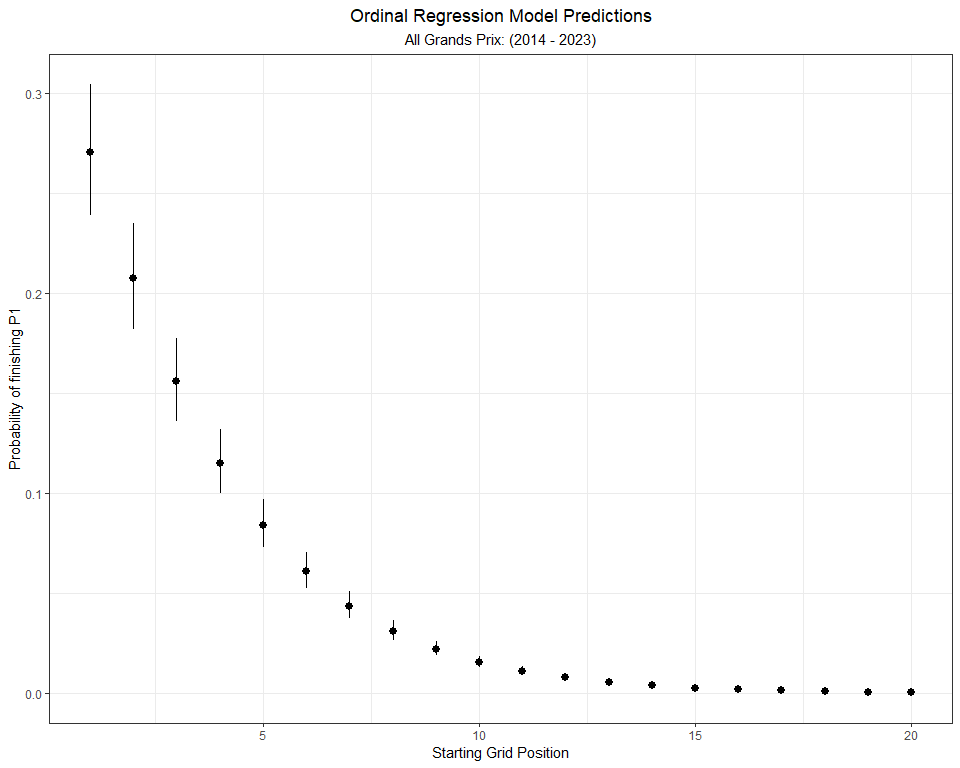 Ordinal Regression Model Predictions
All Grands Prix: (2014 - 2023)
Probability of finishing P1
0.3
0.2
0.1
0.0
5 10 15 20
Starting Grid Position